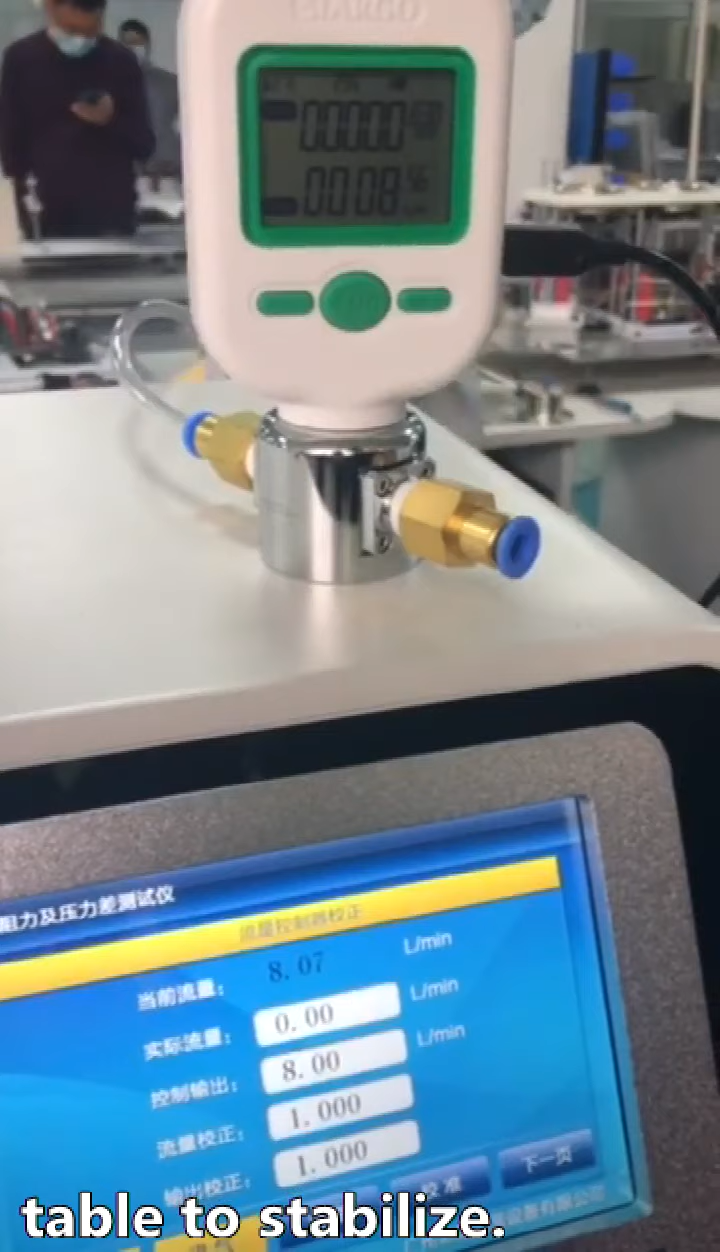 SIARGO
00000
0008
阻力及压力差测试仪
流量控制器校正
当前流量: 8.07 L/min
实际流量: 0.00 L/min
控制输出: 8.00 L/min
流量校正: 1.000
输出校正: 1.000
校准 下一页
table to stabilize.